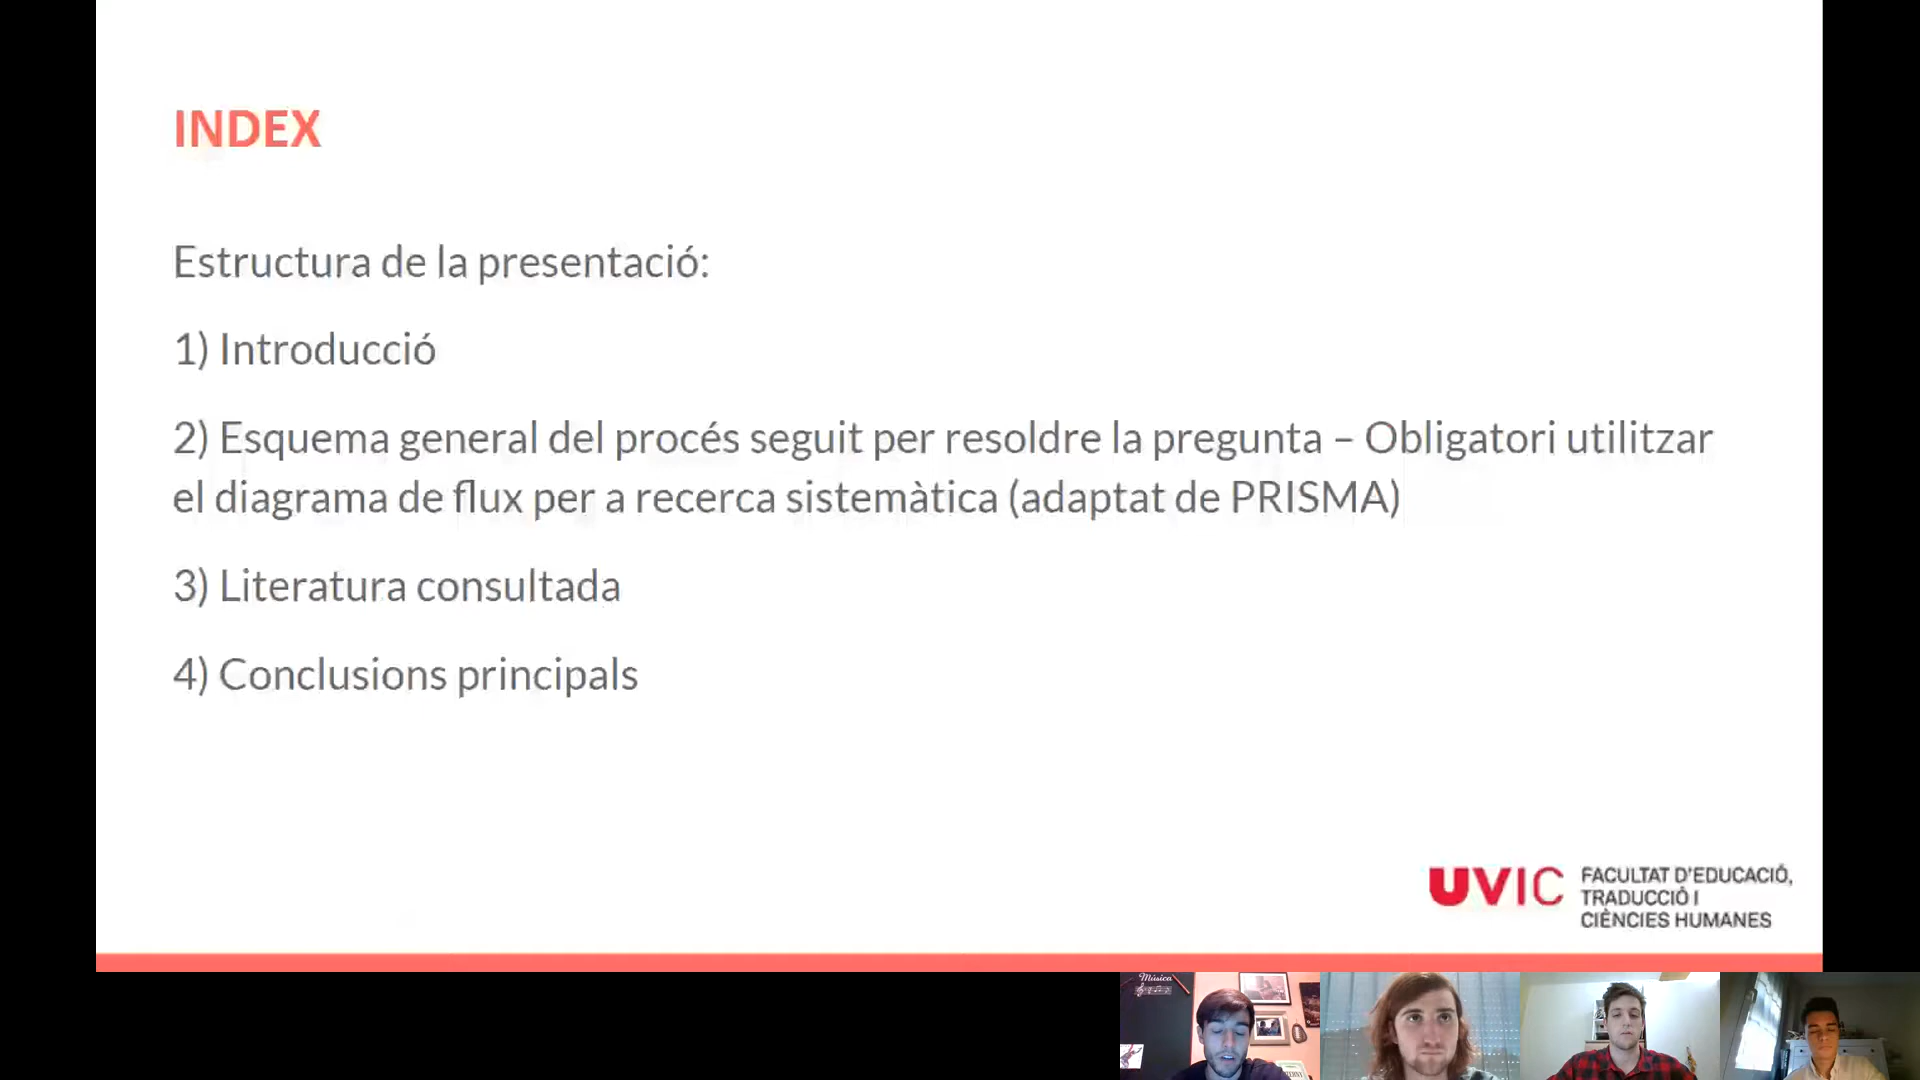 INDEX
Estructura de la presentació:
1) Introducció
2) Esquema general del procés seguit per resoldre la pregunta – Obligatori utilitzar
el diagrama de flux per a recerca sistemàtica (adaptat de PRISMA)
3) Literatura consultada
4) Conclusions principals
UVIC
FACULTAT D'EDUCACIÓ,
TRADUCCIÓ I
CIÈNCIES HUMANES
Música